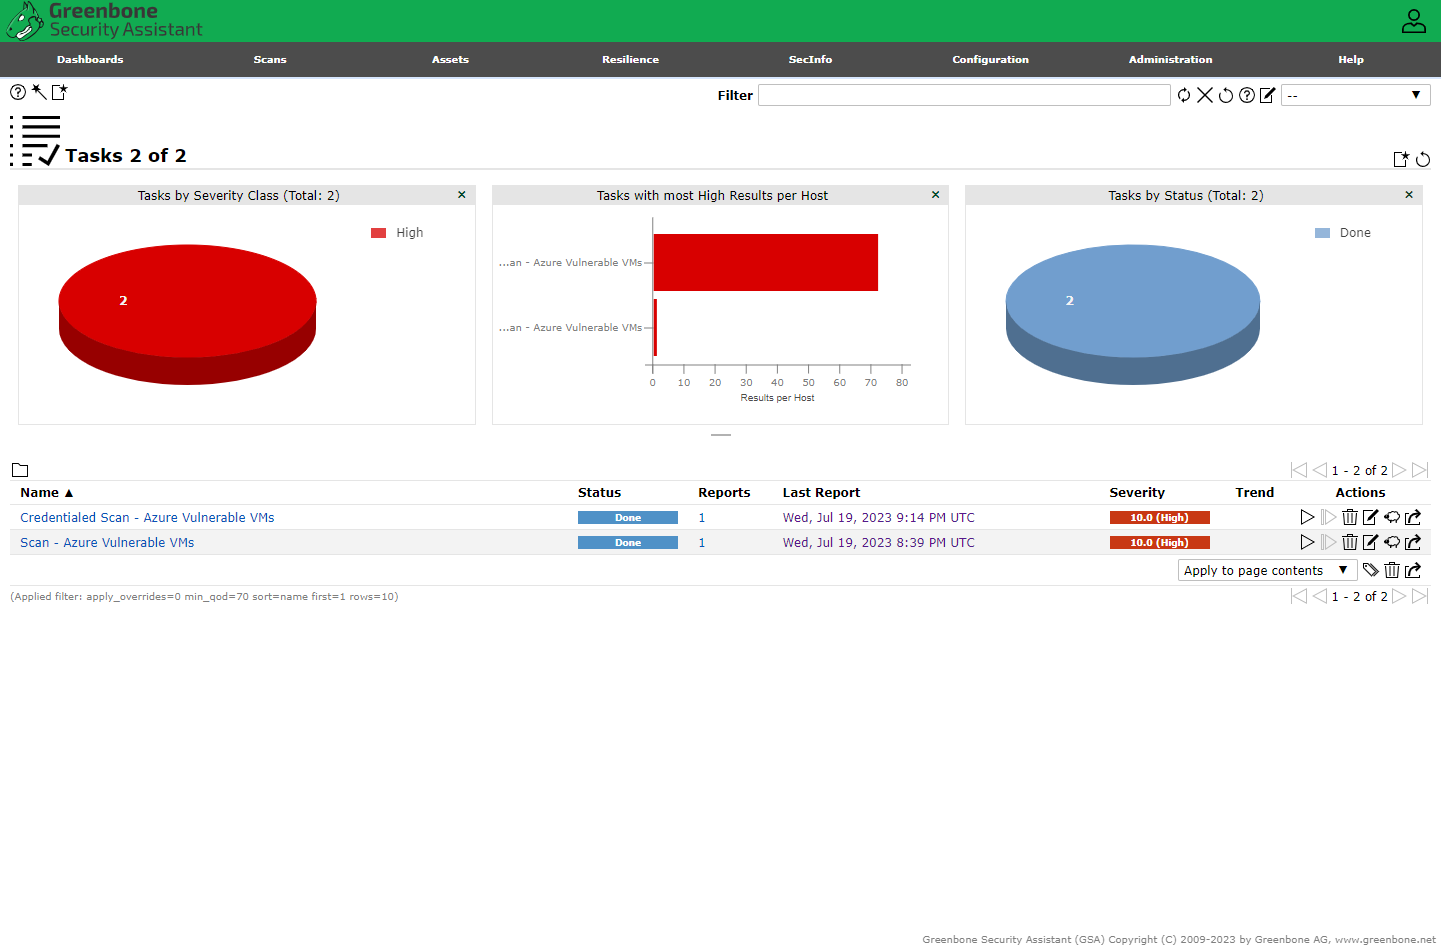 Greenbone
Security Assistant
Dashboards Scans Assets Resilience SecInfo Configuration Administration Help
Filter --
Tasks 2 of 2
Tasks by Severity Class (Total: 2)
High
2
Tasks with most High Results per Host
...an - Azure Vulnerable VMs
...an - Azure Vulnerable VMs
0 10 20 30 40 50 60 70 80
Results per Host
Tasks by Status (Total: 2)
Done
2
1 - 2 of 2
Name ▲ Status Reports Last Report Severity Trend Actions
Credentialed Scan - Azure Vulnerable VMs Done 1 Wed, Jul 19, 2023 9:14 PM UTC 10.0 (High)
Scan - Azure Vulnerable VMs Done 1 Wed, Jul 19, 2023 8:39 PM UTC 10.0 (High)
Apply to page contents
(Applied filter: apply_overrides=0 min_qod=70 sort=name first=1 rows=10) 1 - 2 of 2
Greenbone Security Assistant (GSA) Copyright (C) 2009-2023 by Greenbone AG, www.greenbone.net